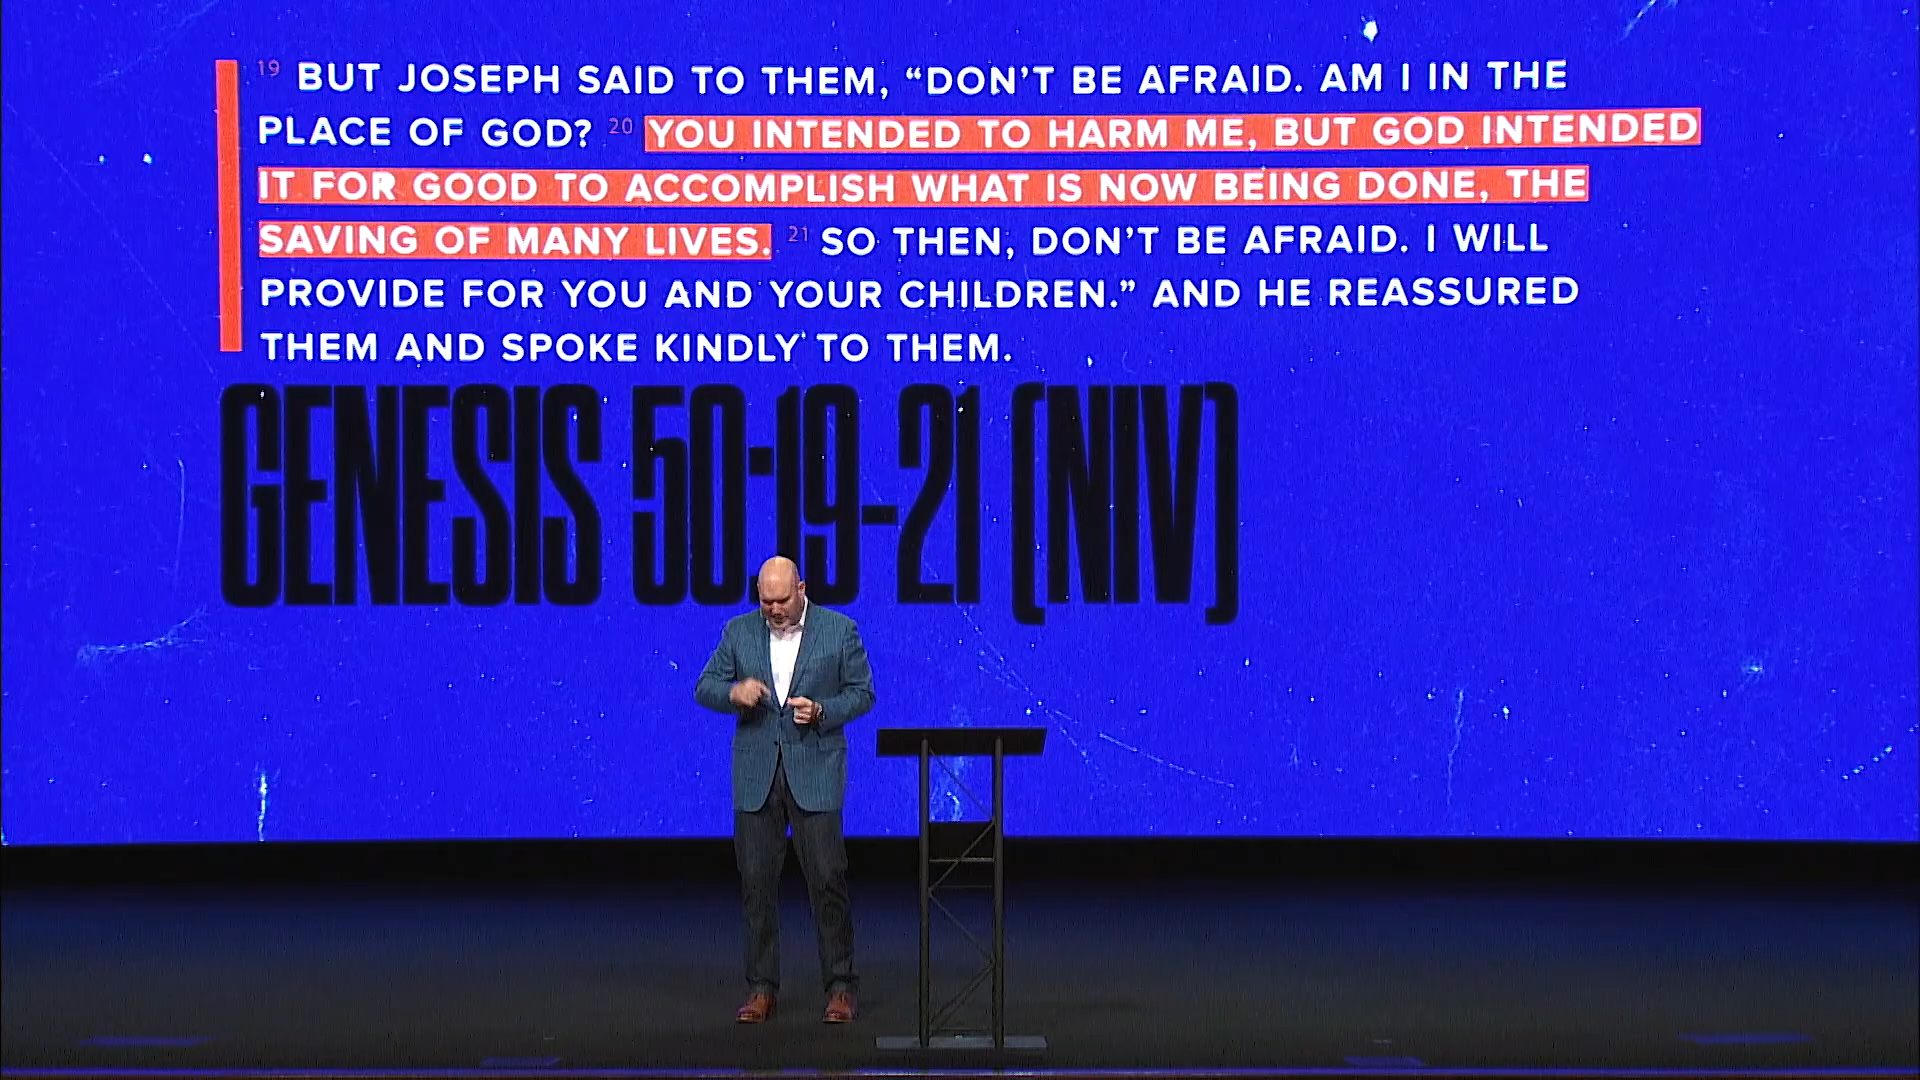 19 BUT JOSEPH SAID TO THEM, “DON’T BE AFRAID. AM I IN THE
PLACE OF GOD? 20 YOU INTENDED TO HARM ME, BUT GOD INTENDED
IT FOR GOOD TO ACCOMPLISH WHAT IS NOW BEING DONE, THE
SAVING OF MANY LIVES. 21 SO THEN, DON’T BE AFRAID. I WILL
PROVIDE FOR YOU AND YOUR CHILDREN.” AND HE REASSURED
THEM AND SPOKE KINDLY TO THEM.
GENESIS 50:19-21 (NIV)